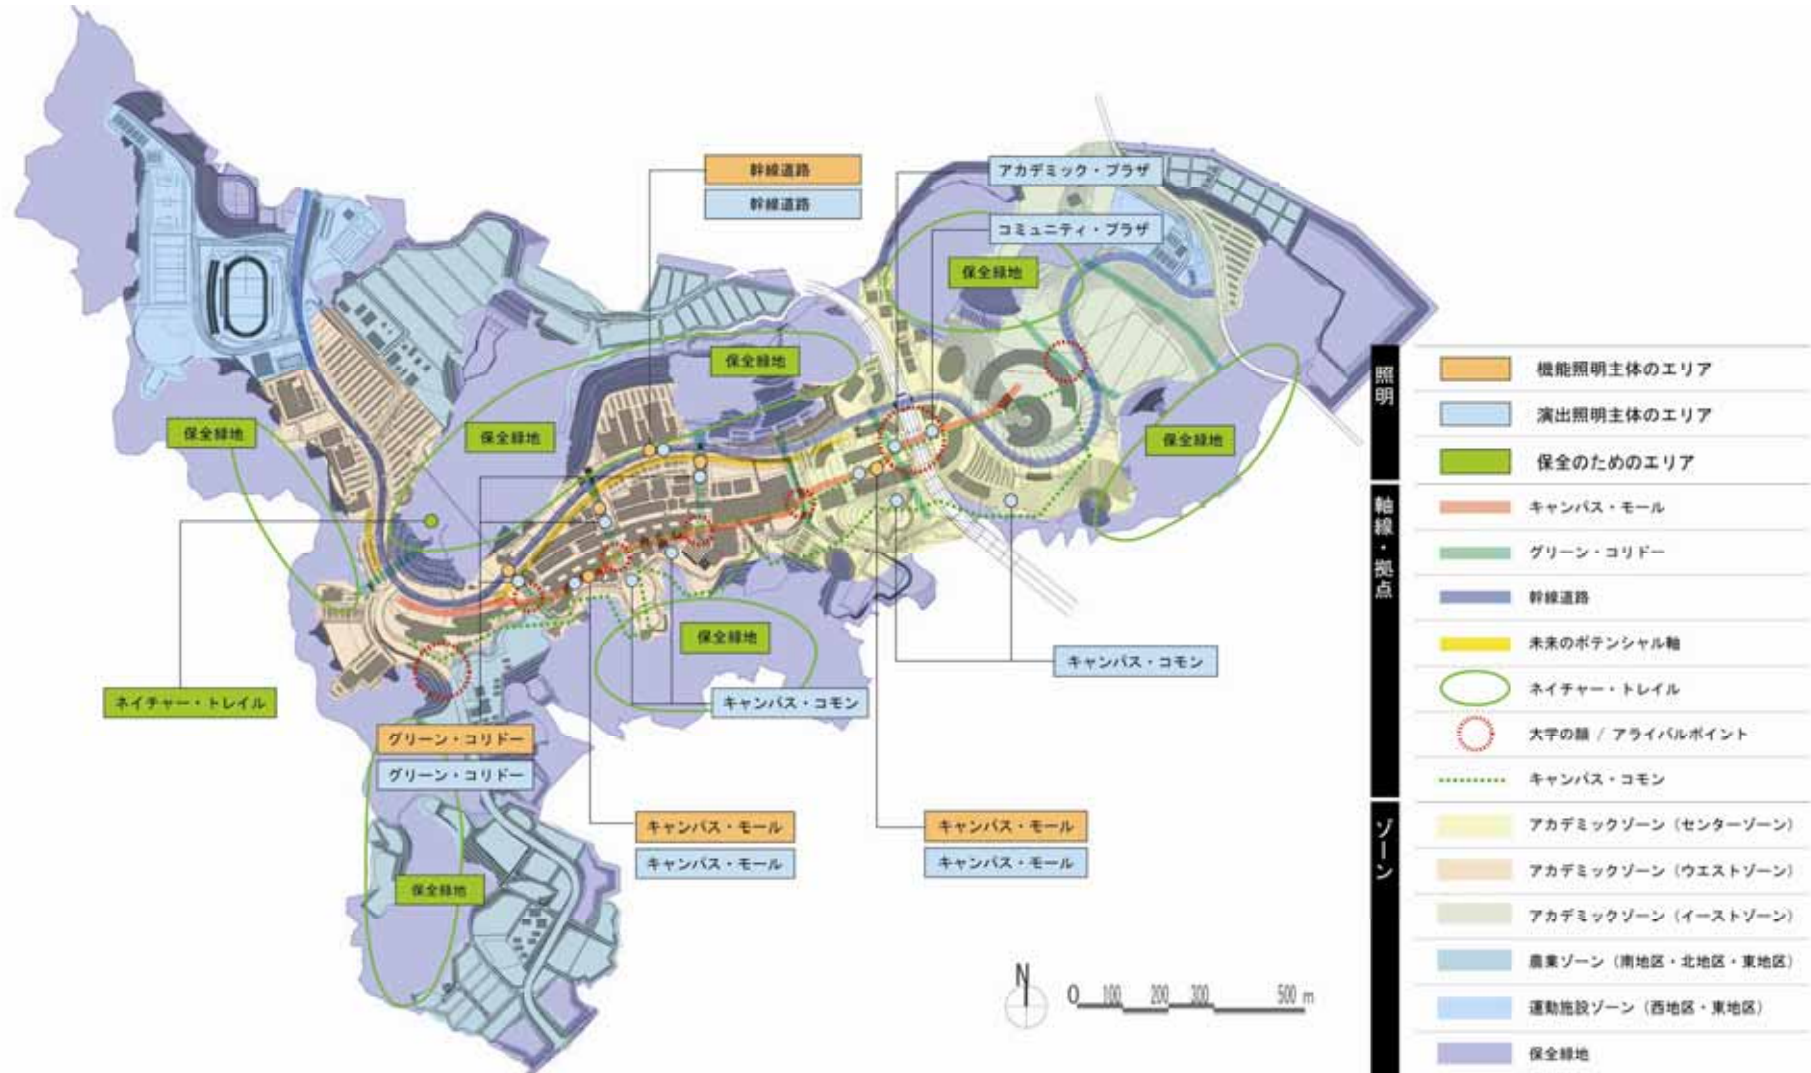 幹線道路
幹線道路
アカデミック・プラザ
コミュニティ・プラザ
保全緑地
保全緑地
保全緑地
保全緑地
保全緑地
保全緑地
キャンパス・コモン
ネイチャー・トレイル
キャンパス・コモン
グリーン・コリドー
グリーン・コリドー
キャンパス・モール
キャンパス・モール
キャンパス・モール
キャンパス・モール
保全緑地
N
0 100 200 300 500 m
照明
機能照明主体のエリア
演出照明主体のエリア
保全のためのエリア
軸線・拠点
キャンパス・モール
グリーン・コリドー
幹線道路
未来のポテンシャル軸
ネイチャー・トレイル
大学の顔 / アライバルポイント
キャンパス・コモン
ゾーン
アカデミックゾーン（センターゾーン）
アカデミックゾーン（ウエストゾーン）
アカデミックゾーン（イーストゾーン）
農業ゾーン（南地区・北地区・東地区）
運動施設ゾーン（西地区・東地区）
保全緑地